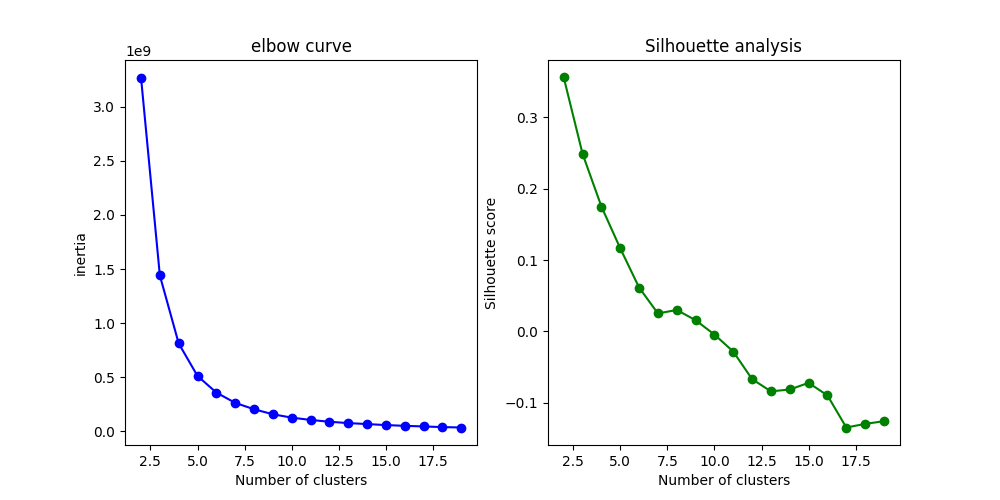 elbow curve
1e9
3.0
2.5
2.0
1.5
1.0
0.5
0.0
inertia
2.5 5.0 7.5 10.0 12.5 15.0 17.5
Number of clusters
Silhouette analysis
0.3
0.2
0.1
0.0
−0.1
Silhouette score
2.5 5.0 7.5 10.0 12.5 15.0 17.5
Number of clusters